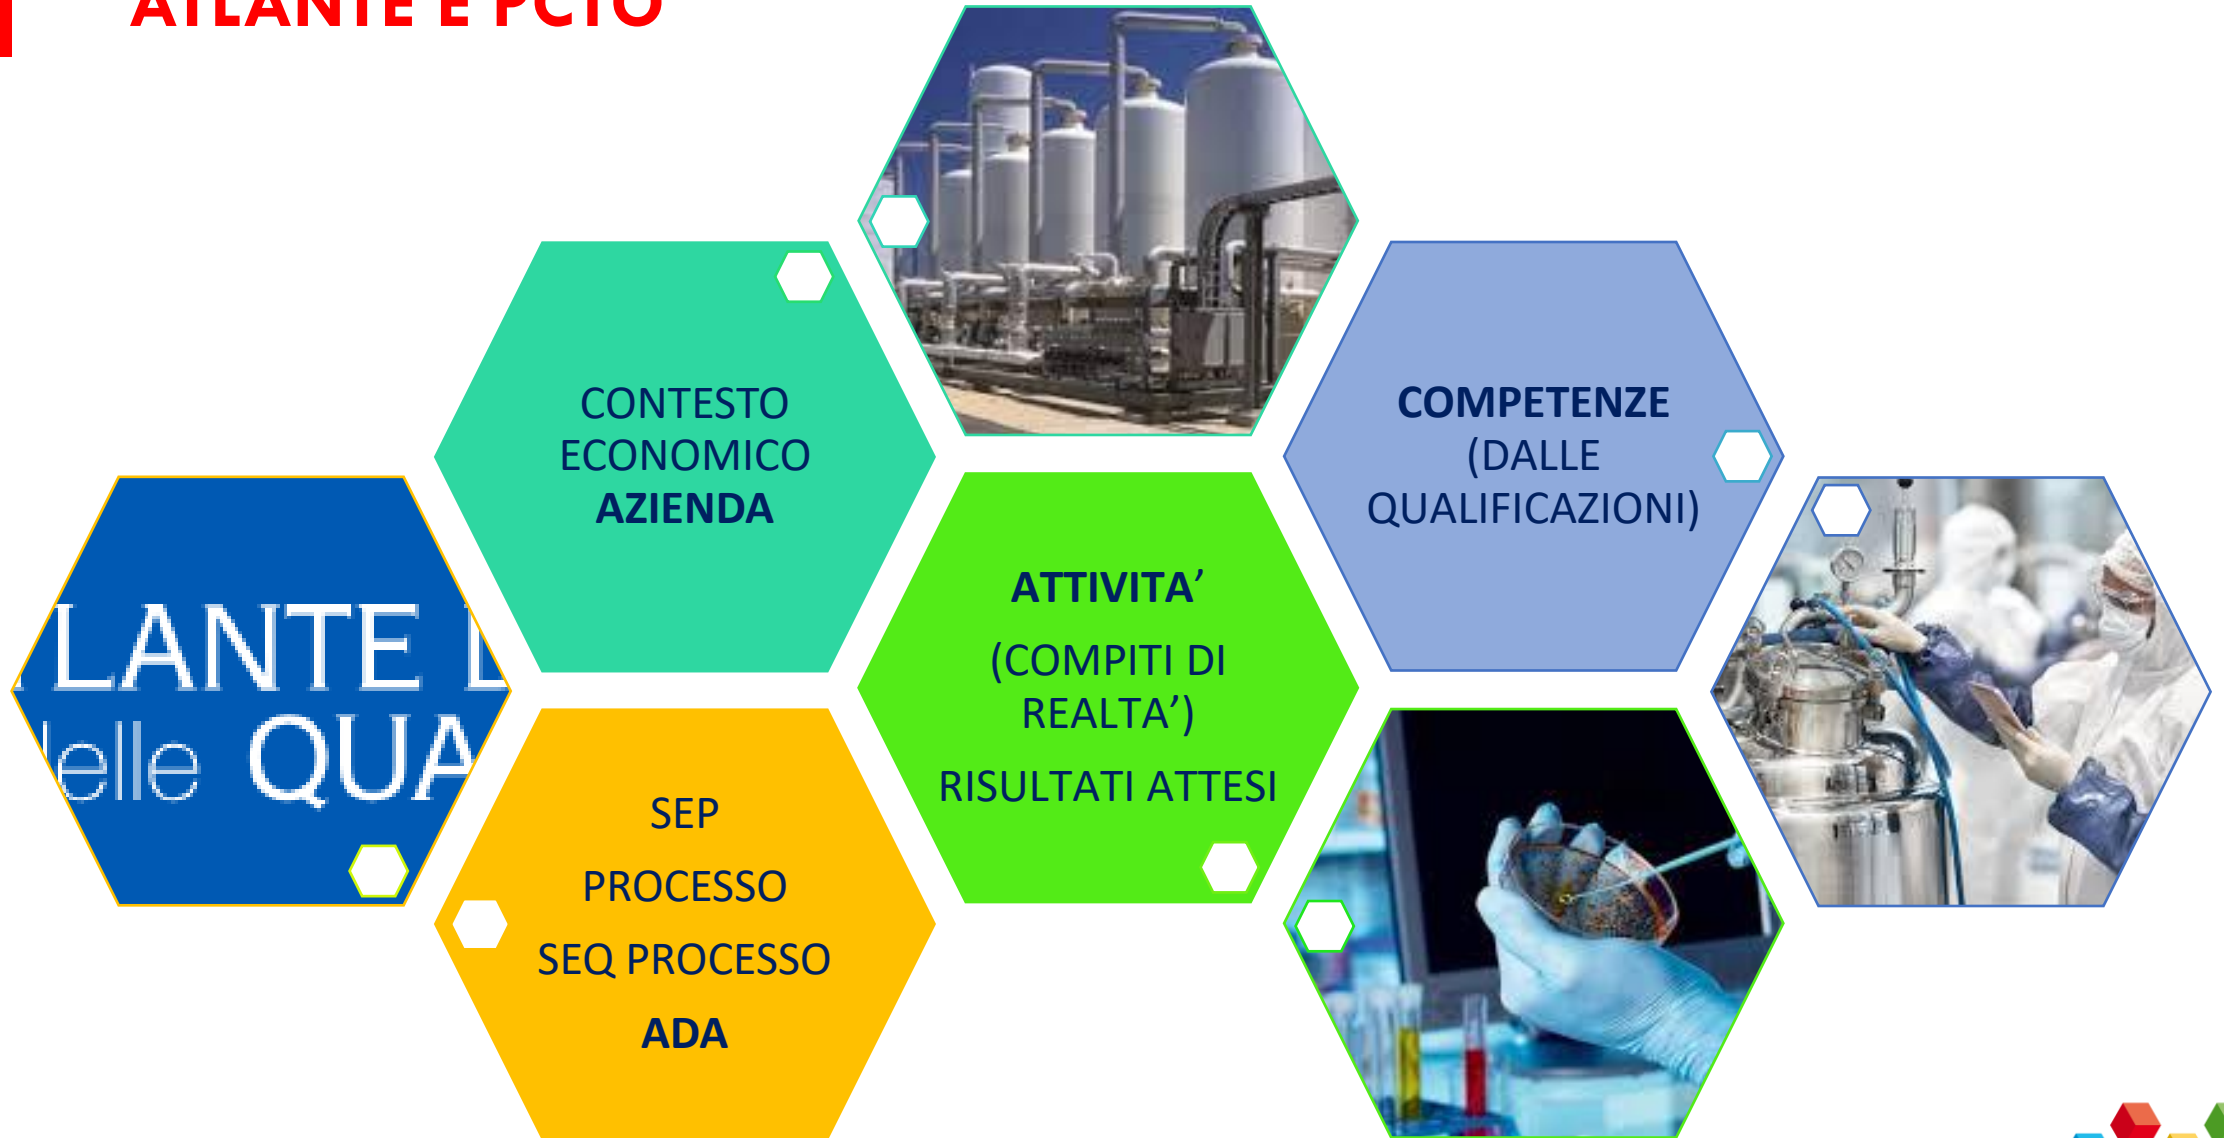 ATLANTE E PCTO
CONTESTO
ECONOMICO
AZIENDA
COMPETENZE
(DALLE
QUALIFICAZIONI)
LANTE
elle QUA
ATTIVITA’
(COMPITI DI
REALTA’)
RISULTATI ATTESI
SEP
PROCESSO
SEQ PROCESSO
ADA